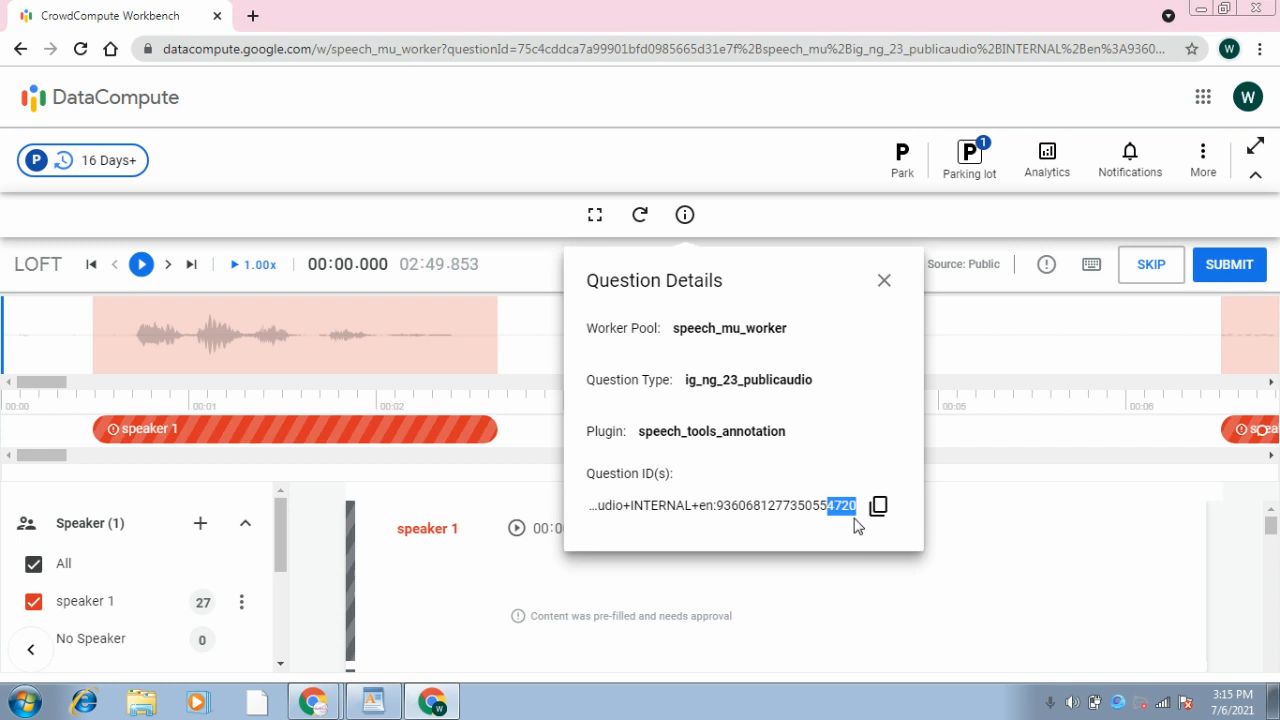 CrowdCompute Workbench
datacompute.google.com/w/speech_mu_worker?questionId=75c4cddca7a99901bfd0985665d31e7f%2Bspeech_mu%2Big_ng_23_publicaudio%2BINTERNAL%2Ben%3A9360...
W
DataCompute
W
P 16 Days+
P
Park
P 1
Parking lot
Analytics
Notifications
More
LOFT
1.00x
00:00.000
02:49.853
Source: Public
SKIP
SUBMIT
Question Details
Worker Pool: speech_mu_worker
Question Type: ig_ng_23_publicaudio
Plugin: speech_tools_annotation
Question ID(s):
...udio+INTERNAL+en:9360681277350554720
00:00
00:01
00:02
00:05
00:06
speaker 1
spea
Speaker (1)
All
speaker 1
27
No Speaker
0
speaker 1
00:0
Content was pre-filled and needs approval
W
3:15 PM
7/6/2021